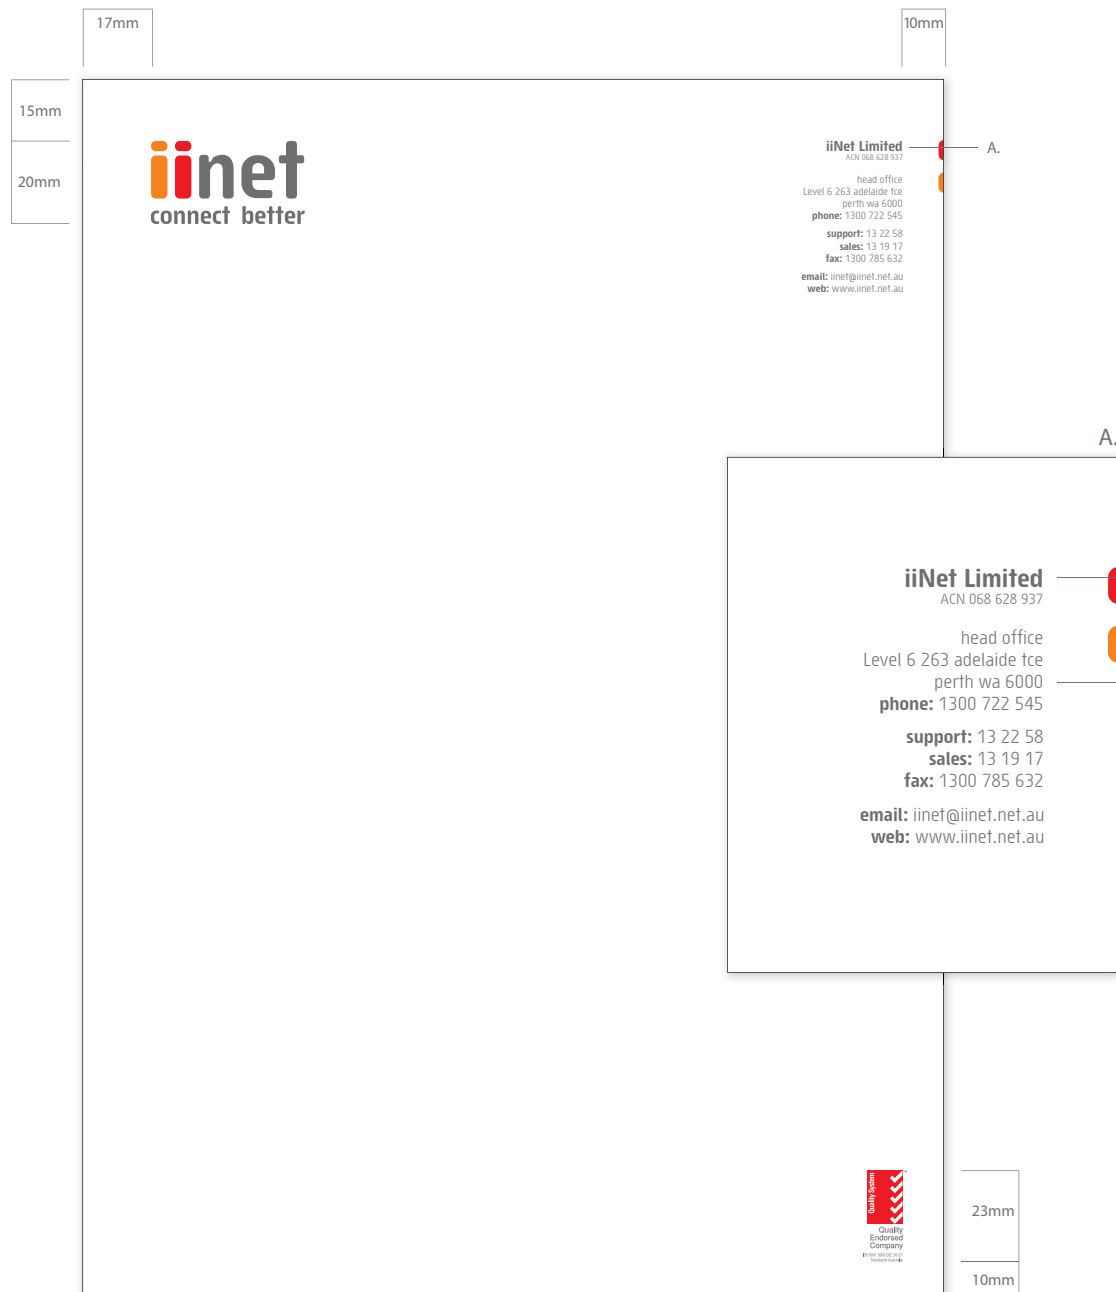 17mm
10mm
15mm
20mm
iinet
connect better
iiNet Limited
ACN 068 628 937
head office
Level 6 263 adelaide tce
perth wa 6000
phone: 1300 722 545
support: 13 22 58
sales: 13 19 17
fax: 1300 785 632
email: iinet@iinet.net.au
web: www.iinet.net.au
A.
A.
iiNet Limited
ACN 068 628 937
head office
Level 6 263 adelaide tce
perth wa 6000
phone: 1300 722 545
support: 13 22 58
sales: 13 19 17
fax: 1300 785 632
email: iinet@iinet.net.au
web: www.iinet.net.au
Quality System
Quality
Endorsed
Company
Standards Australia
23mm
10mm